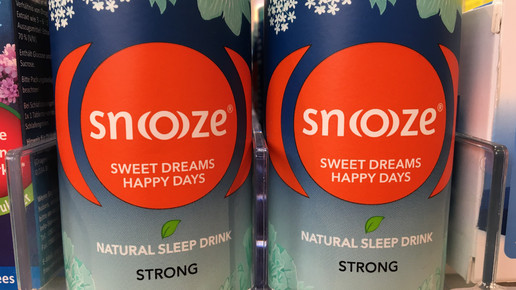 snooze®
SWEET DREAMS
HAPPY DAYS
NATURAL SLEEP DRINK
STRONG
snooze®
SWEET DREAMS
HAPPY DAYS
NATURAL SLEEP DRINK
STRONG